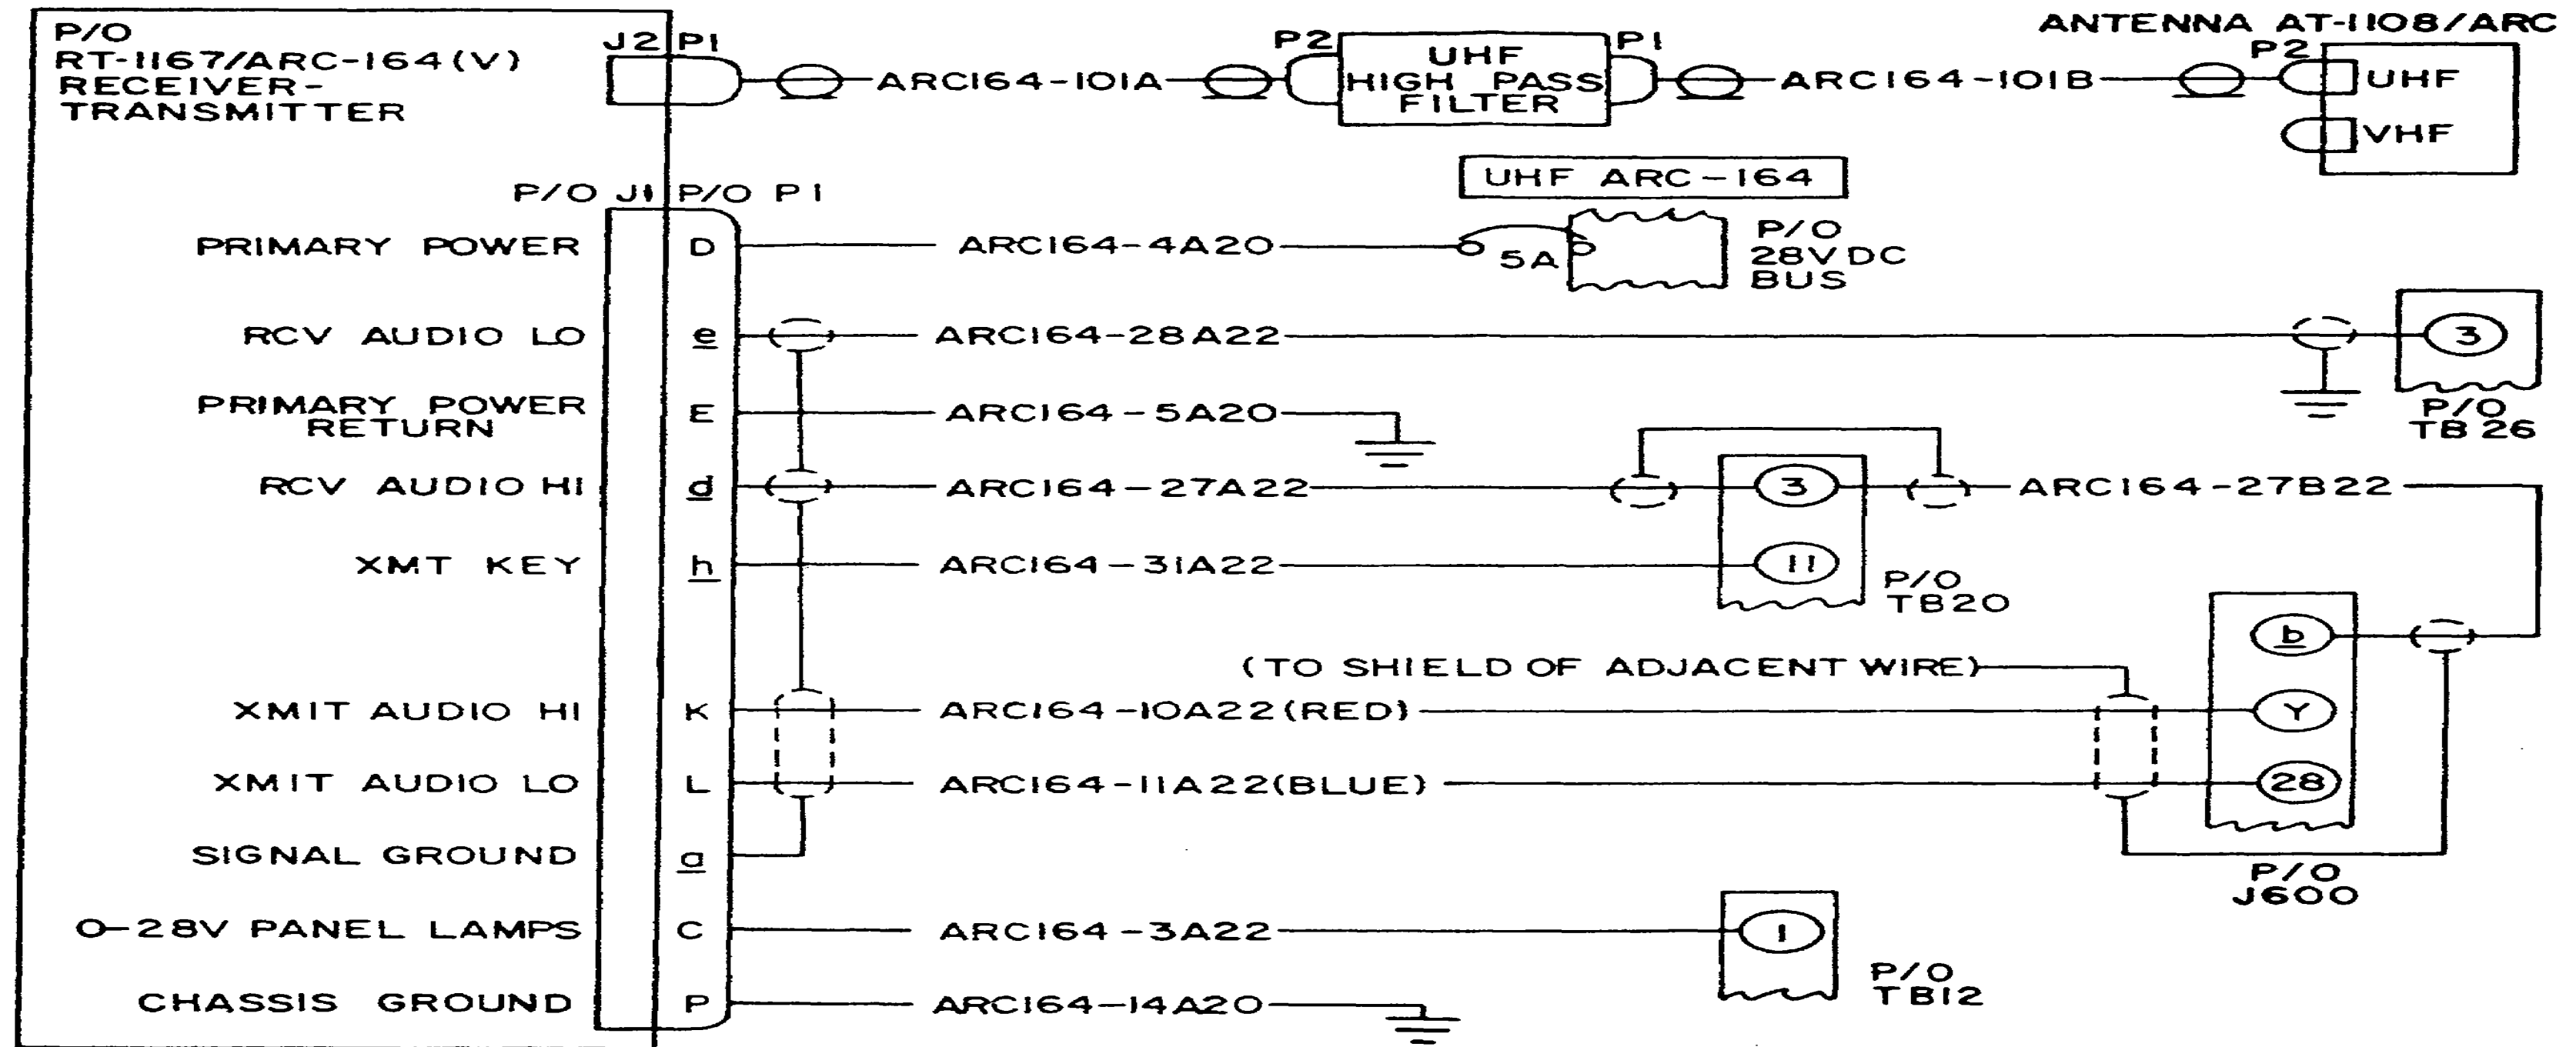 P/O
RT-1167/ARC-164(V)
RECEIVER-
TRANSMITTER
J2 P1
ARC164-101A
P2
UHF
HIGH PASS
FILTER
P1
ARC164-101B
ANTENNA AT-1108/ARC
P2
UHF
VHF
UHF ARC-164
P/O J1 P/O P1
PRIMARY POWER D ARC164-4A20 5A
P/O
28VDC
BUS
RCV AUDIO LO e ARC164-28A22 3
P/O
TB26
PRIMARY POWER
RETURN
E ARC164-5A20
RCV AUDIO HI d ARC164-27A22 3 ARC164-27B22
XMT KEY h ARC164-31A22 11
P/O
TB20
b
(TO SHIELD OF ADJACENT WIRE)
XMIT AUDIO HI K ARC164-10A22(RED) Y
XMIT AUDIO LO L ARC164-11A22(BLUE) 28
SIGNAL GROUND a
P/O
J600
0-28V PANEL LAMPS C ARC164-3A22 1
P/O
TB12
CHASSIS GROUND P ARC164-14A20